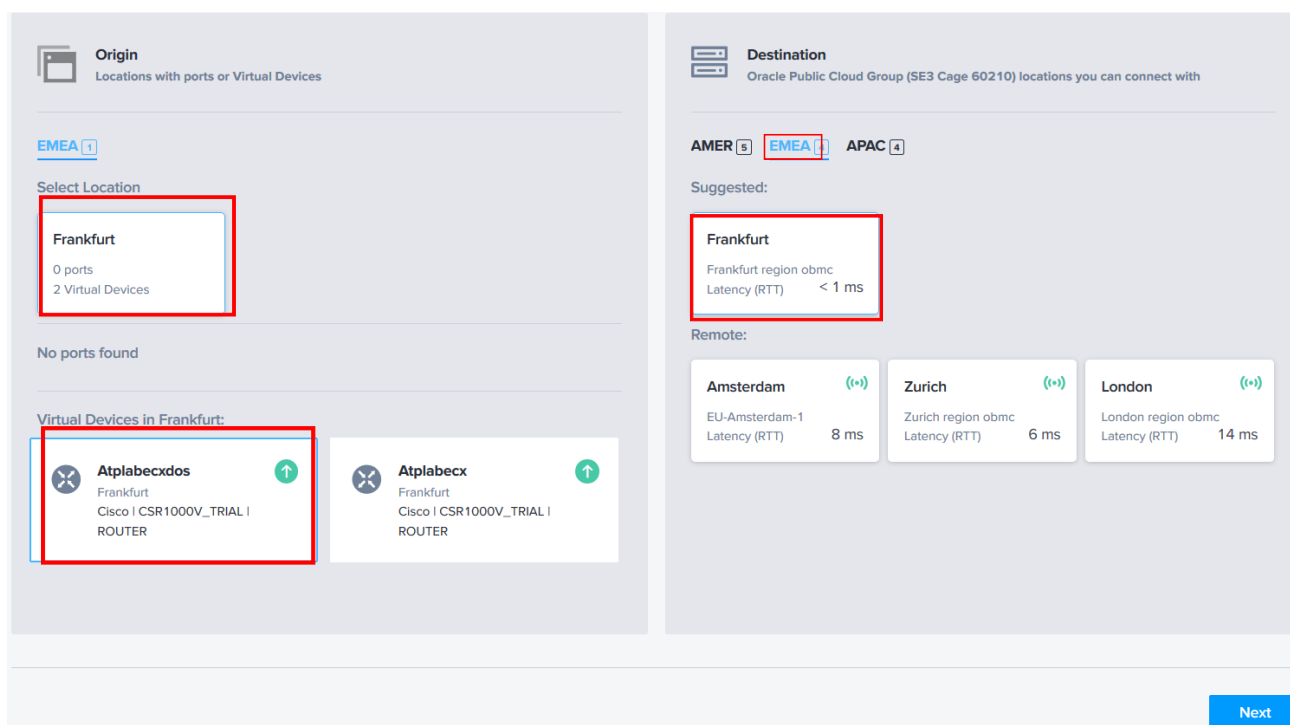 Origin
Locations with ports or Virtual Devices
EMEA 1
Select Location
Frankfurt
0 ports
2 Virtual Devices
No ports found
Virtual Devices in Frankfurt:
Atplabecxdos
Frankfurt
Cisco | CSR1000V_TRIAL |
ROUTER
Atplabecx
Frankfurt
Cisco | CSR1000V_TRIAL |
ROUTER
Destination
Oracle Public Cloud Group (SE3 Cage 60210) locations you can connect with
AMER 5 EMEA 4 APAC 4
Suggested:
Frankfurt
Frankfurt region obmc
Latency (RTT) < 1 ms
Remote:
Amsterdam
EU-Amsterdam-1
Latency (RTT) 8 ms
Zurich
Zurich region obmc
Latency (RTT) 6 ms
London
London region obmc
Latency (RTT) 14 ms
Next